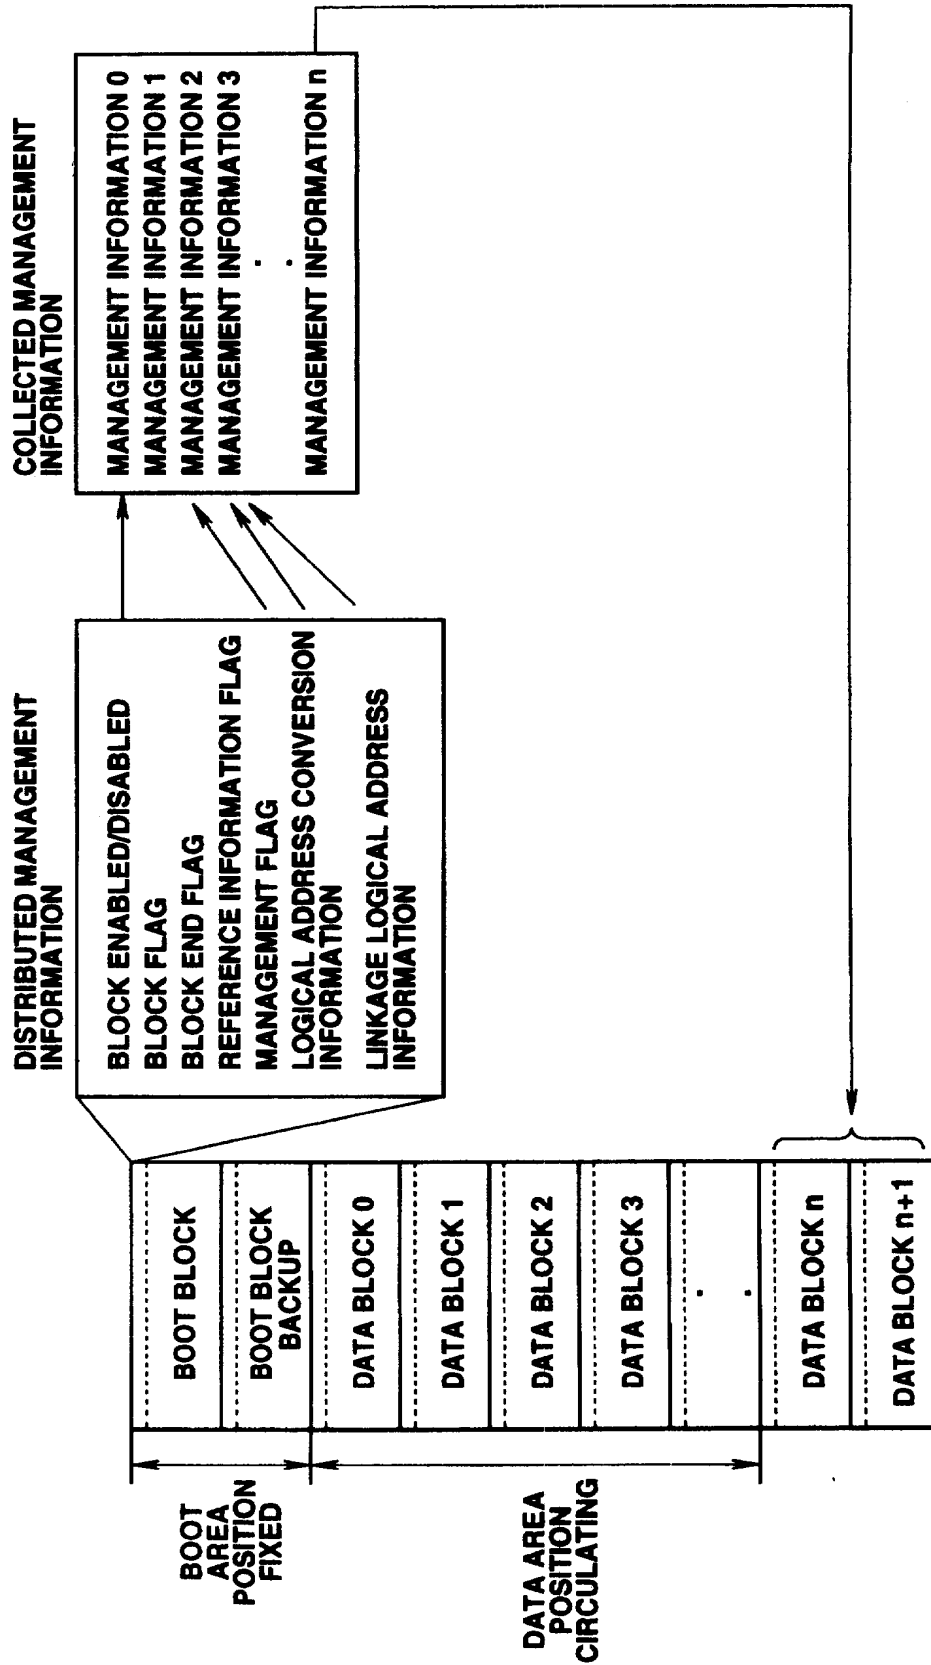 BOOT
AREA
POSITION
FIXED
DATA AREA
POSITION
CIRCULATING
BOOT BLOCK
BOOT BLOCK
BACKUP
DATA BLOCK 0
DATA BLOCK 1
DATA BLOCK 2
DATA BLOCK 3
. .
DATA BLOCK n
DATA BLOCK n+1
DISTRIBUTED MANAGEMENT
INFORMATION
BLOCK ENABLED/DISABLED
BLOCK FLAG
BLOCK END FLAG
REFERENCE INFORMATION FLAG
MANAGEMENT FLAG
LOGICAL ADDRESS CONVERSION
INFORMATION
LINKAGE LOGICAL ADDRESS
INFORMATION
COLLECTED MANAGEMENT
INFORMATION
MANAGEMENT INFORMATION 0
MANAGEMENT INFORMATION 1
MANAGEMENT INFORMATION 2
MANAGEMENT INFORMATION 3
. .
MANAGEMENT INFORMATION n